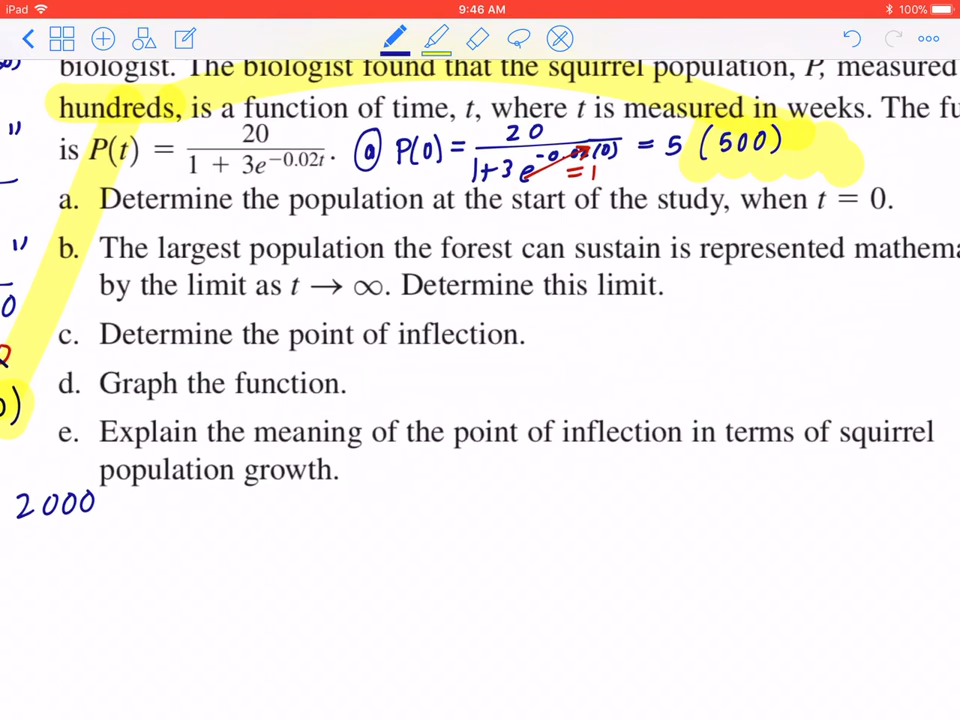 iPad 9:46 AM 100%
biologist. The biologist found that the squirrel population, P, measured
hundreds, is a function of time, t, where t is measured in weeks. The fu
is P(t) = 20 / (1 + 3e^−0.02t). ⓐ P(0) = 20 / (1+3e^−0.02(0)) = 5 (500)
= 1
a. Determine the population at the start of the study, when t = 0.
b. The largest population the forest can sustain is represented mathema
by the limit as t → ∞. Determine this limit.
c. Determine the point of inflection.
d. Graph the function.
e. Explain the meaning of the point of inflection in terms of squirrel
population growth.
2000